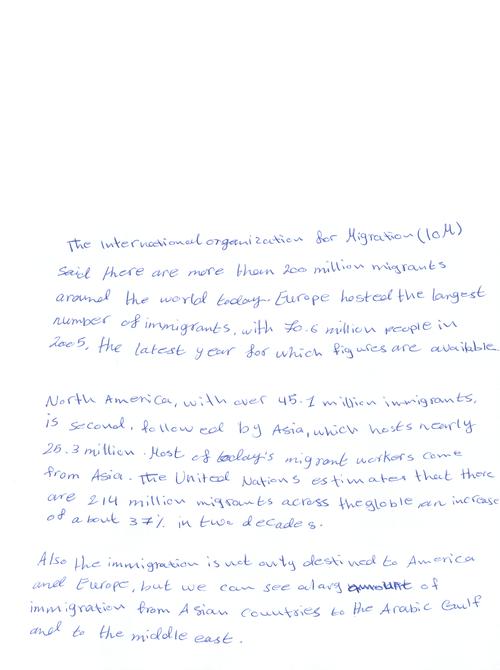 The International organization for Migration (IOM)
said there are more than 200 million migrants
around the world today. Europe hosted the largest
number of immigrants, with 70.6 million people in
2005, the latest year for which figures are available.
North America, with over 45.1 million immigrants,
is second, followed by Asia, which hosts nearly
25.3 million. Most of today's migrant workers come
from Asia. The United Nations estimates that there
are 214 million migrants across the globle, an increase
of about 37% in two decades.
Also the immigration is not only destined to America
and Europe, but we can see a larg amount of
immigration from Asian countries to the Arabic Gulf
and to the middle east.